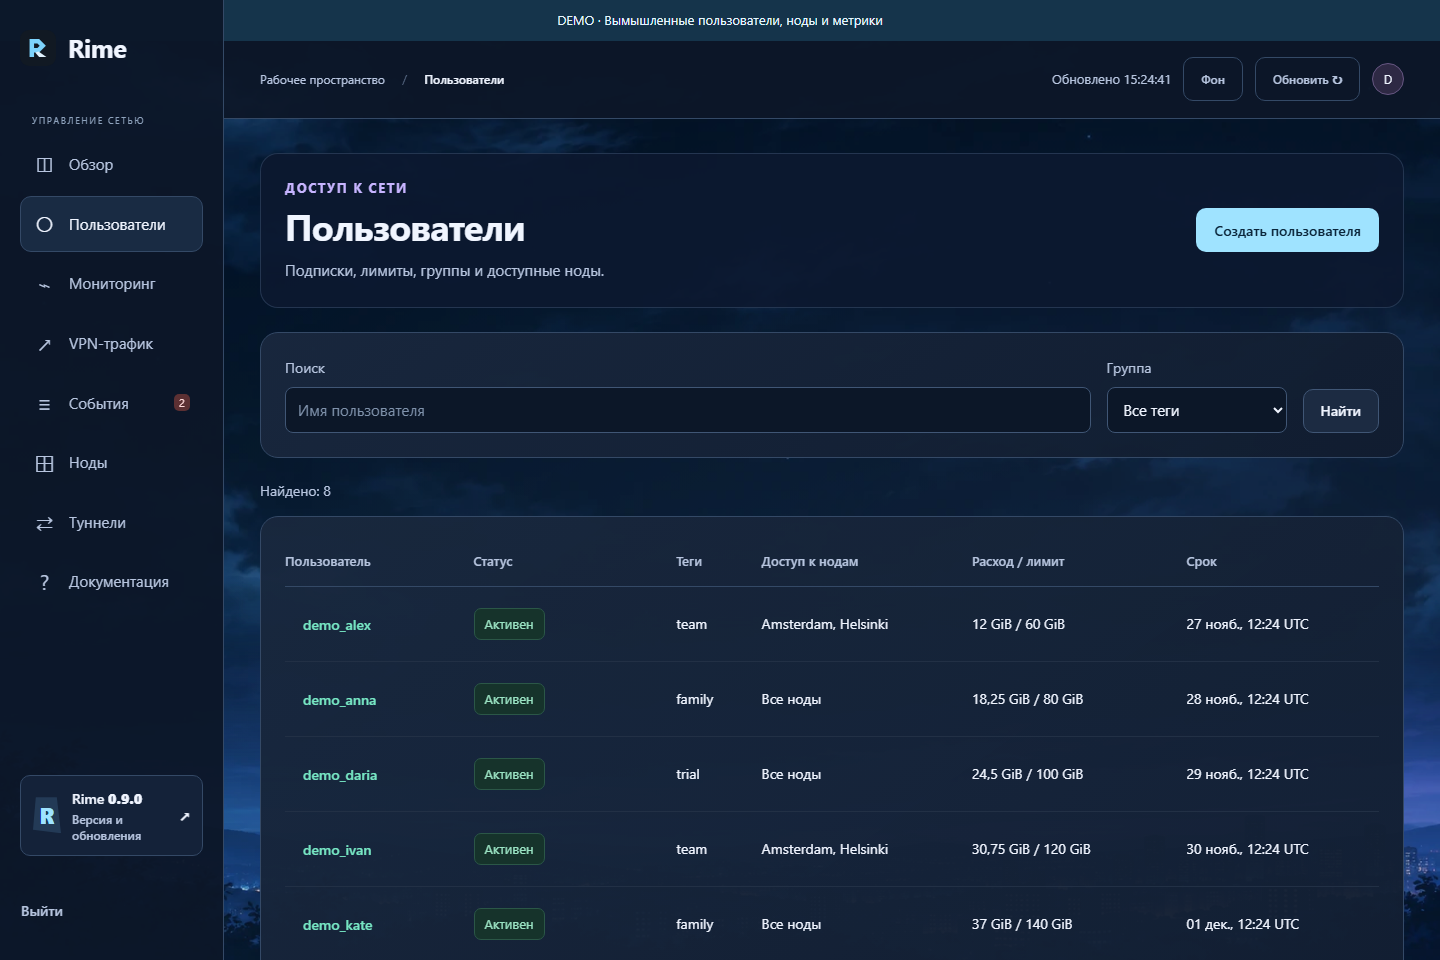 DEMO · Вымышленные пользователи, ноды и метрики
R Rime
УПРАВЛЕНИЕ СЕТЬЮ
Обзор
Пользователи
Мониторинг
VPN-трафик
События 2
Ноды
Туннели
? Документация
R Rime 0.9.0
Версия и
обновления
Выйти
Рабочее пространство / Пользователи
Обновлено 15:24:41 Фон Обновить ↻ D
ДОСТУП К СЕТИ
Пользователи
Подписки, лимиты, группы и доступные ноды.
Создать пользователя
Поиск Группа
Имя пользователя Все теги Найти
Найдено: 8
Пользователь Статус Теги Доступ к нодам Расход / лимит Срок
demo_alex Активен team Amsterdam, Helsinki 12 GiB / 60 GiB 27 нояб., 12:24 UTC
demo_anna Активен family Все ноды 18,25 GiB / 80 GiB 28 нояб., 12:24 UTC
demo_daria Активен trial Все ноды 24,5 GiB / 100 GiB 29 нояб., 12:24 UTC
demo_ivan Активен team Amsterdam, Helsinki 30,75 GiB / 120 GiB 30 нояб., 12:24 UTC
demo_kate Активен family Все ноды 37 GiB / 140 GiB 01 дек., 12:24 UTC